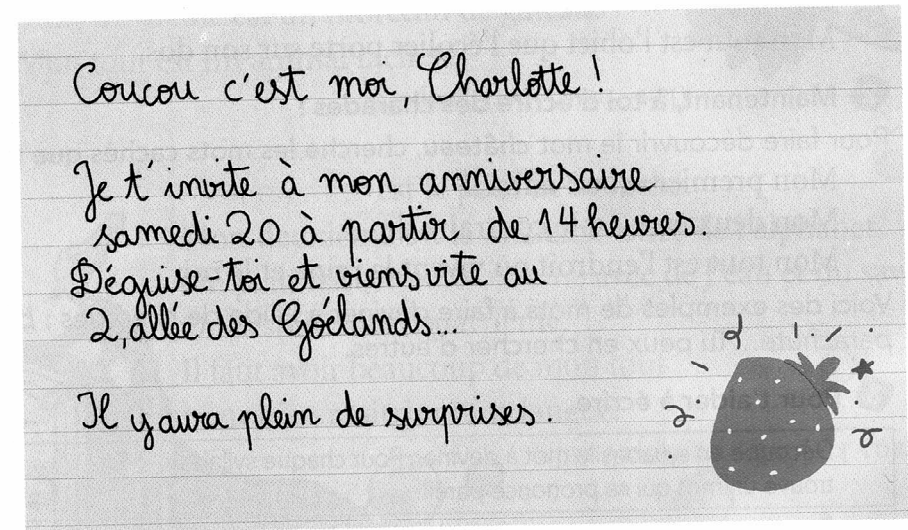 Coucou c'est moi, Charlotte !
Je t'invite à mon anniversaire
samedi 20 à partir de 14 heures.
Déguise-toi et viens vite au
2, allée des Goélands...
Il y aura plein de surprises.